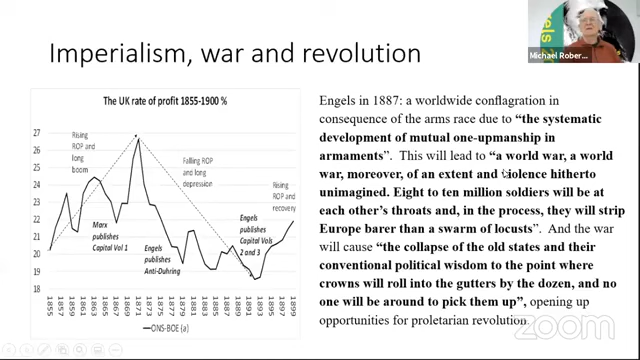 Michael Rober...
Imperialism, war and revolution
The UK rate of profit 1855-1900 %
27
26
25
24
23
22
21
20
19
18
Rising
ROP and
long
boom
Falling ROP
and long
depression
Rising
ROP and
recovery
Marx
publishes
Capital Vol 1
Engels
publishes
Anti-Duhring
Engels
publishes
Capital Vols
2 and 3
1855
1857
1859
1861
1863
1865
1867
1869
1871
1873
1875
1877
1879
1881
1883
1885
1887
1889
1891
1893
1895
1897
1899
ONS-BOE (a)
Engels in 1887: a worldwide conflagration in
consequence of the arms race due to “the systematic
development of mutual one-upmanship in
armaments”. This will lead to “a world war, a world
war, moreover, of an extent and violence hitherto
unimagined. Eight to ten million soldiers will be at
each other’s throats and, in the process, they will strip
Europe barer than a swarm of locusts”. And the war
will cause “the collapse of the old states and their
conventional political wisdom to the point where
crowns will roll into the gutters by the dozen, and no
one will be around to pick them up”, opening up
opportunities for proletarian revolution
zoom